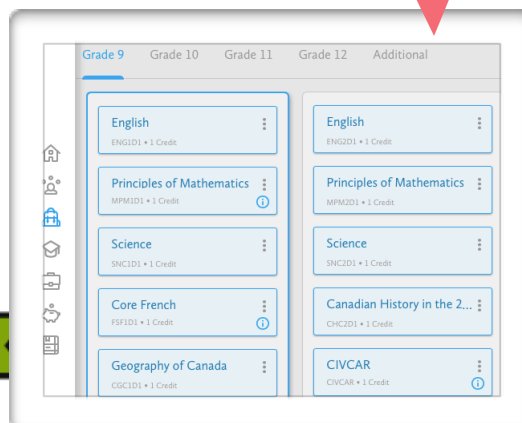 Grade 9 Grade 10 Grade 11 Grade 12 Additional
English
ENG1D1 • 1 Credit
Principles of Mathematics
MPM1D1 • 1 Credit
Science
SNC1D1 • 1 Credit
Core French
FSF1D1 • 1 Credit
Geography of Canada
CGC1D1 • 1 Credit
English
ENG2D1 • 1 Credit
Principles of Mathematics
MPM2D1 • 1 Credit
Science
SNC2D1 • 1 Credit
Canadian History in the 2...
CHC2D1 • 1 Credit
CIVCAR
CIVCAR • 1 Credit